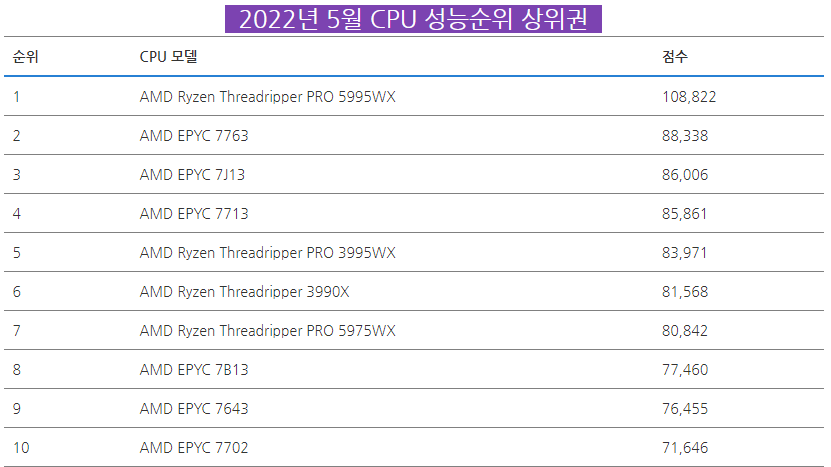 2022년 5월 CPU 성능순위 상위권
순위 CPU 모델 점수
1 AMD Ryzen Threadripper PRO 5995WX 108,822
2 AMD EPYC 7763 88,338
3 AMD EPYC 7J13 86,006
4 AMD EPYC 7713 85,861
5 AMD Ryzen Threadripper PRO 3995WX 83,971
6 AMD Ryzen Threadripper 3990X 81,568
7 AMD Ryzen Threadripper PRO 5975WX 80,842
8 AMD EPYC 7B13 77,460
9 AMD EPYC 7643 76,455
10 AMD EPYC 7702 71,646